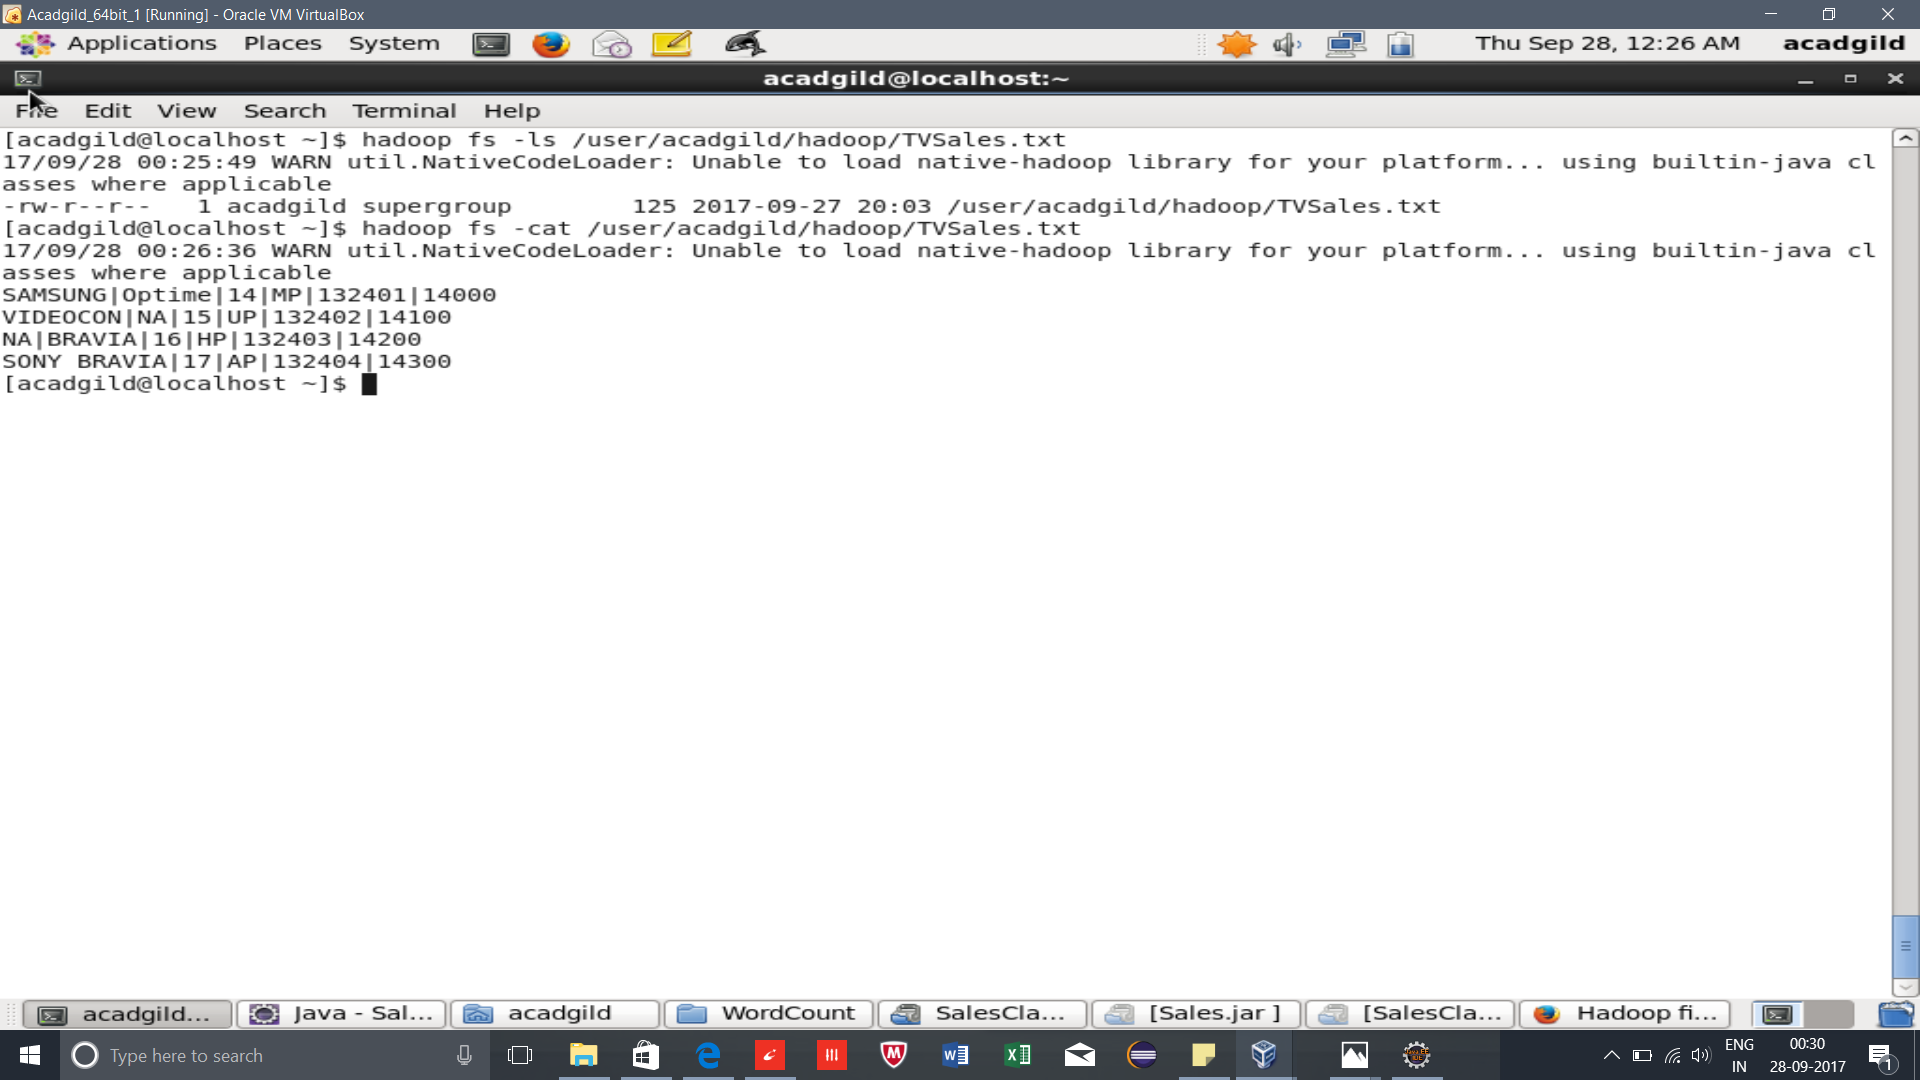 Acadgild_64bit_1 [Running] - Oracle VM VirtualBox
Applications Places System Thu Sep 28, 12:26 AM acadgild
acadgild@localhost:~
File Edit View Search Terminal Help
[acadgild@localhost ~]$ hadoop fs -ls /user/acadgild/hadoop/TVSales.txt
17/09/28 00:25:49 WARN util.NativeCodeLoader: Unable to load native-hadoop library for your platform... using builtin-java cl
asses where applicable
-rw-r--r--   1 acadgild supergroup        125 2017-09-27 20:03 /user/acadgild/hadoop/TVSales.txt
[acadgild@localhost ~]$ hadoop fs -cat /user/acadgild/hadoop/TVSales.txt
17/09/28 00:26:36 WARN util.NativeCodeLoader: Unable to load native-hadoop library for your platform... using builtin-java cl
asses where applicable
SAMSUNG|Optime|14|MP|132401|14000
VIDEOCON|NA|15|UP|132402|14100
NA|BRAVIA|16|HP|132403|14200
SONY BRAVIA|17|AP|132404|14300
[acadgild@localhost ~]$
acadgild... Java - Sal... acadgild WordCount SalesCla... [Sales.jar ] [SalesCla... Hadoop fi...
Type here to search
ENG 00:30
IN 28-09-2017 1